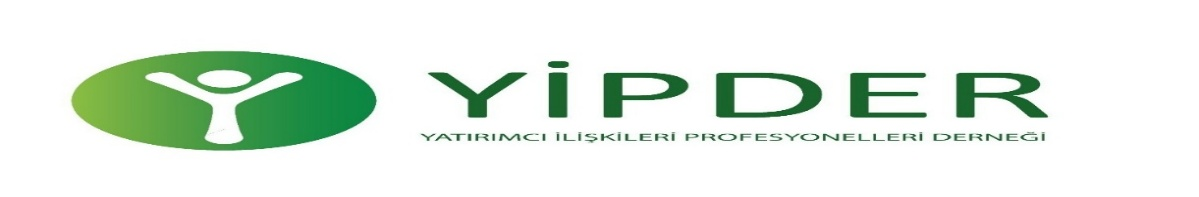 YİPDER
YATIRIMCI İLİŞKİLERİ PROFESYONELLERİ DERNEĞİ